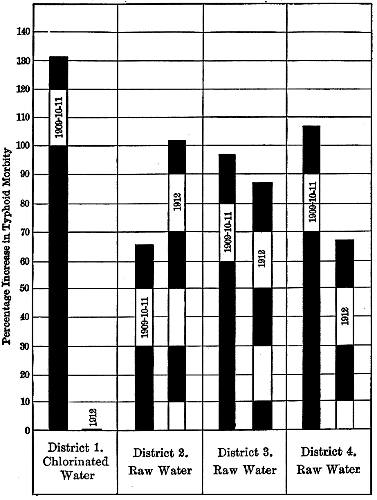 Percentage Increase in Typhoid Morbity
140
130
120
110
100
90
80
70
60
50
40
30
20
10
0
1909-10-11
1912
1909-10-11
1912
1909-10-11
1912
1909-10-11
1912
District 1.
Chlorinated
Water
District 2.
Raw Water
District 3.
Raw Water
District 4.
Raw Water